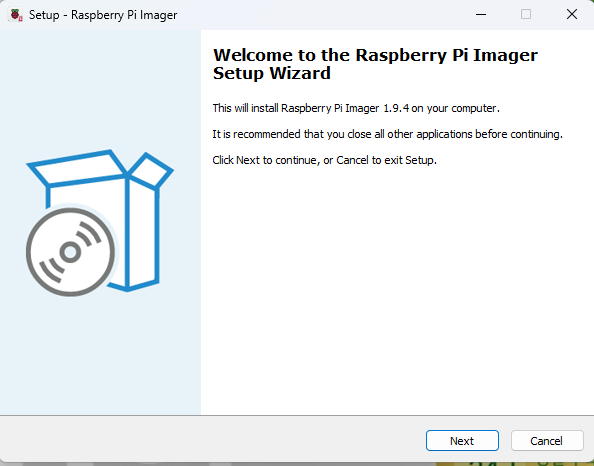 Setup - Raspberry Pi Imager
Welcome to the Raspberry Pi Imager
Setup Wizard
This will install Raspberry Pi Imager 1.9.4 on your computer.
It is recommended that you close all other applications before continuing.
Click Next to continue, or Cancel to exit Setup.
Next
Cancel